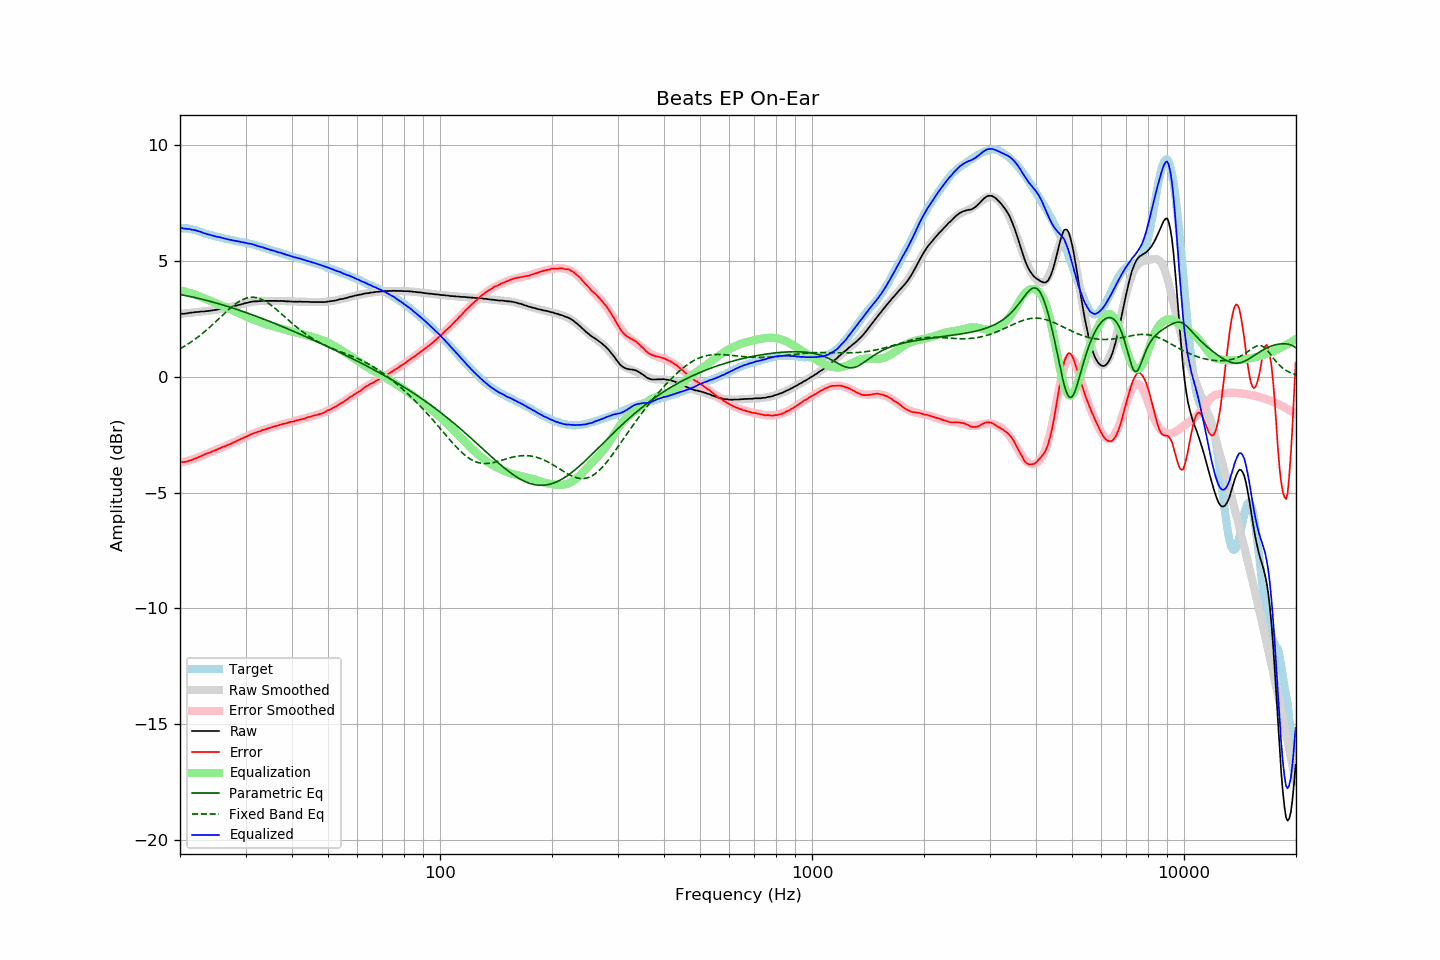 Beats EP On-Ear
10
5
0
−5
−10
−15
−20
Amplitude (dBr)
Target
Raw Smoothed
Error Smoothed
Raw
Error
Equalization
Parametric Eq
Fixed Band Eq
Equalized
100
1000
10000
Frequency (Hz)